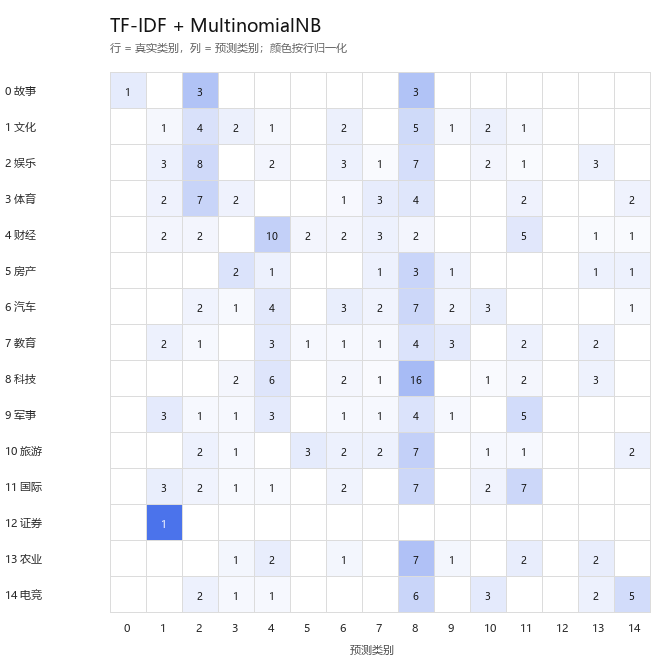 TF-IDF + MultinomialNB
行 = 真实类别，列 = 预测类别；颜色按行归一化
0 故事 1 3 3
1 文化 1 4 2 1 2 5 1 2 1
2 娱乐 3 8 2 3 1 7 2 1 3
3 体育 2 7 2 1 3 4 2 2
4 财经 2 2 10 2 2 3 2 5 1 1
5 房产 2 1 1 3 1 1 1
6 汽车 2 1 4 3 2 7 2 3 1
7 教育 2 1 3 1 1 1 4 3 2 2
8 科技 2 6 2 1 16 1 2 3
9 军事 3 1 1 3 1 1 4 1 5
10 旅游 2 1 3 2 2 7 1 1 2
11 国际 3 2 1 1 2 7 2 7
12 证券 1
13 农业 1 2 1 7 1 2 2
14 电竞 2 1 1 6 3 2 5
0 1 2 3 4 5 6 7 8 9 10 11 12 13 14
预测类别